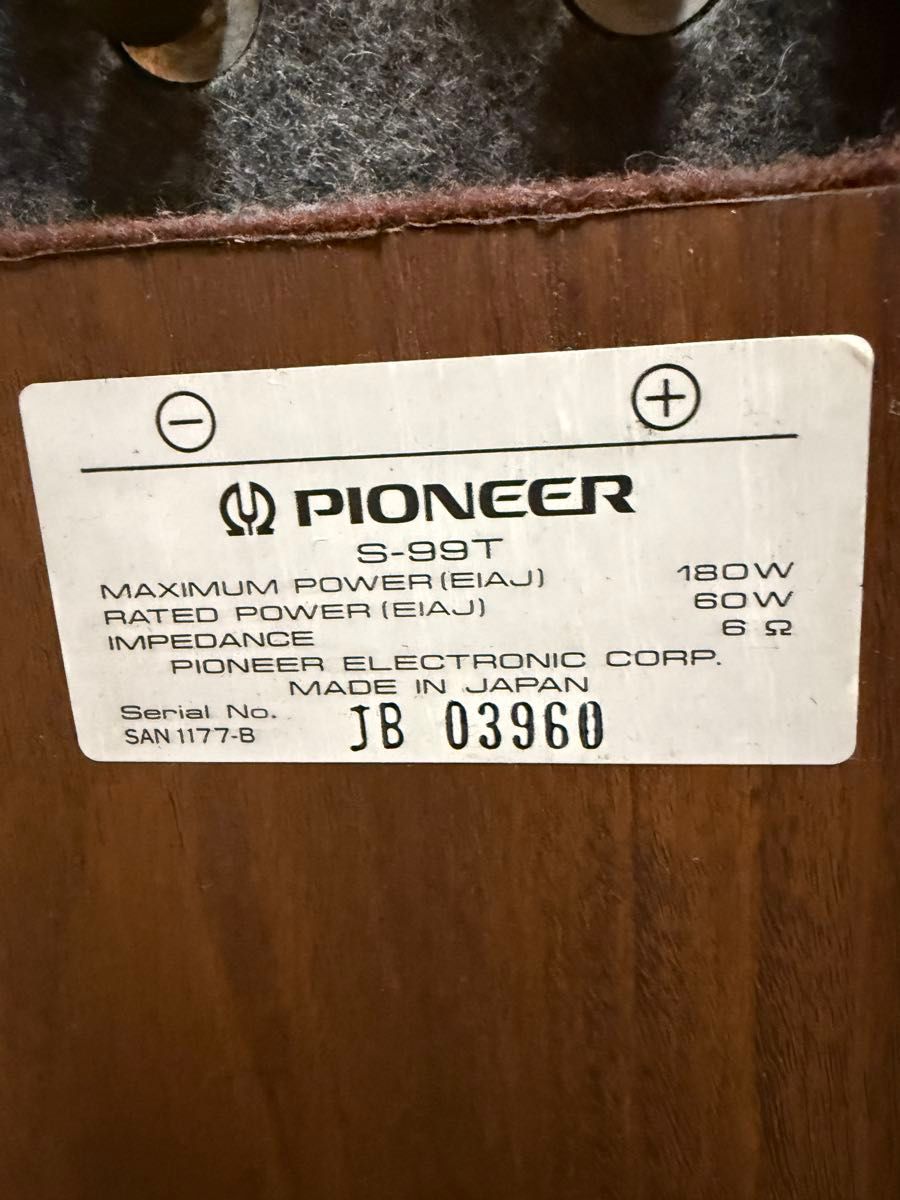 ⊖ ⊕
PIONEER
S-99T
MAXIMUM POWER (EIAJ) 180W
RATED POWER (EIAJ) 60W
IMPEDANCE 6 Ω
PIONEER ELECTRONIC CORP.
MADE IN JAPAN
Serial No. JB 03960
SAN 1177-B